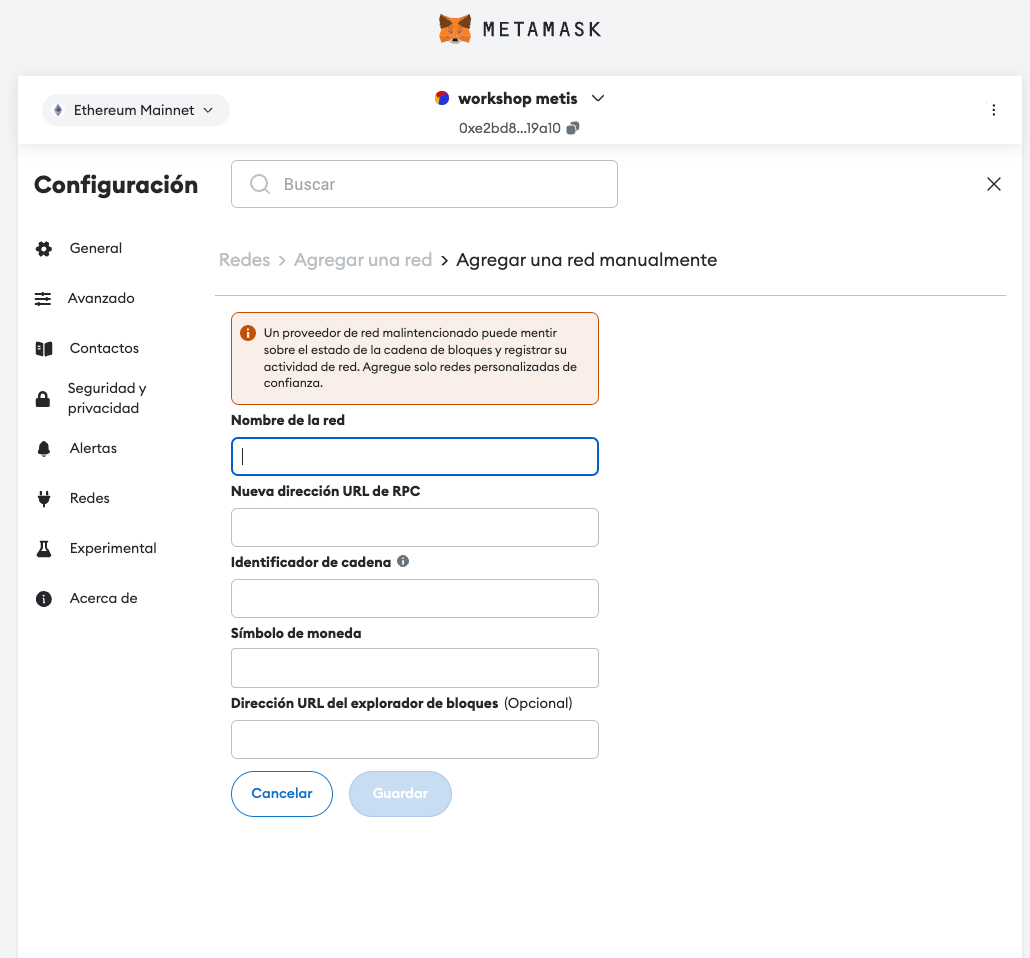 METAMASK
Ethereum Mainnet
workshop metis
0xe2bd8...19a10
Configuración
Buscar
General
Avanzado
Contactos
Seguridad y
privacidad
Alertas
Redes
Experimental
Acerca de
Redes > Agregar una red > Agregar una red manualmente
Un proveedor de red malintencionado puede mentir
sobre el estado de la cadena de bloques y registrar su
actividad de red. Agregue solo redes personalizadas de
confianza.
Nombre de la red
Nueva dirección URL de RPC
Identificador de cadena
Símbolo de moneda
Dirección URL del explorador de bloques (Opcional)
Cancelar
Guardar